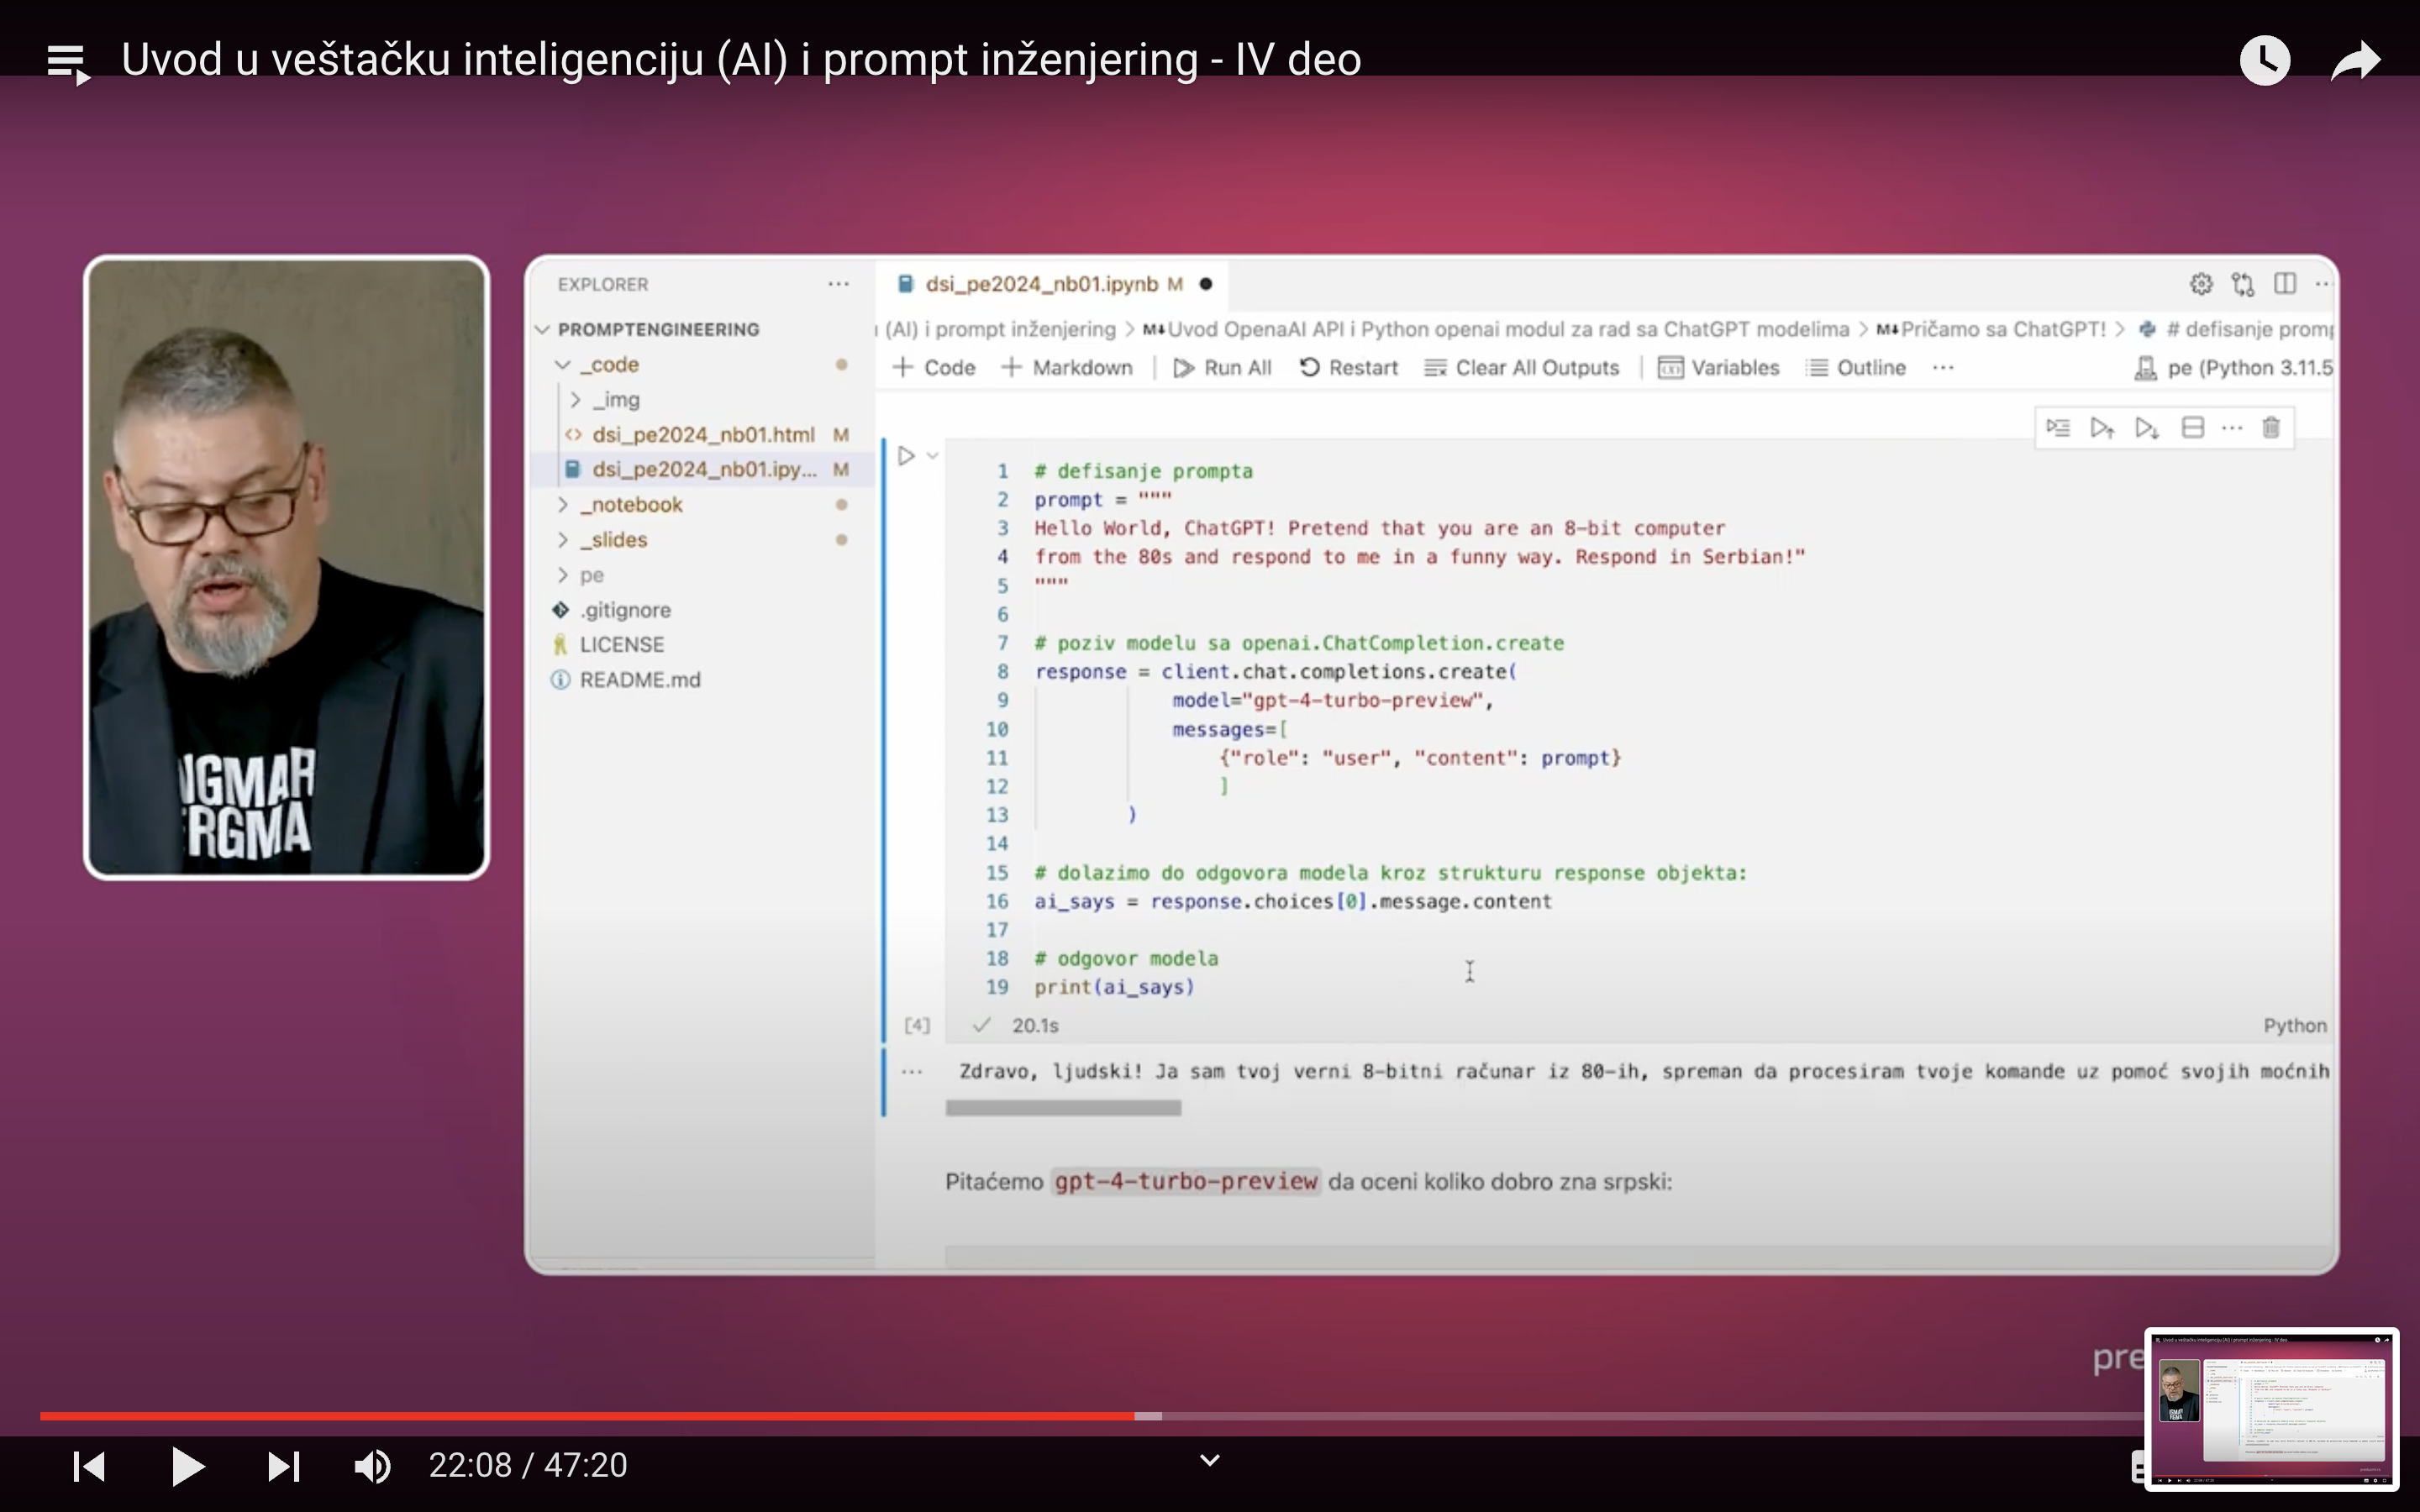 Uvod u veštačku inteligenciju (AI) i prompt inženjering - IV deo
NGMAR
RGMA
EXPLORER
PROMPTENGINEERING
_code
_img
dsi_pe2024_nb01.html M
dsi_pe2024_nb01.ipy... M
_notebook
_slides
pe
.gitignore
LICENSE
README.md
dsi_pe2024_nb01.ipynb M
(AI) i prompt inženjering > M↓Uvod OpenaAI API i Python openai modul za rad sa ChatGPT modelima > M↓Pričamo sa ChatGPT! > # defisanje promp
+ Code + Markdown Run All Restart Clear All Outputs Variables Outline ... pe (Python 3.11.5
1 # defisanje prompta
2 prompt = """
3 Hello World, ChatGPT! Pretend that you are an 8-bit computer
4 from the 80s and respond to me in a funny way. Respond in Serbian!"
5 """
6
7 # poziv modelu sa openai.ChatCompletion.create
8 response = client.chat.completions.create(
9 model="gpt-4-turbo-preview",
10 messages=[
11 {"role": "user", "content": prompt}
12 ]
13 )
14
15 # dolazimo do odgovora modela kroz strukturu response objekta:
16 ai_says = response.choices[0].message.content
17
18 # odgovor modela
19 print(ai_says)
[4] 20.1s Python
Zdravo, ljudski! Ja sam tvoj verni 8-bitni računar iz 80-ih, spreman da procesiram tvoje komande uz pomoć svojih moćnih
Pitaćemo gpt-4-turbo-preview da oceni koliko dobro zna srpski:
pre
22:08 / 47:20